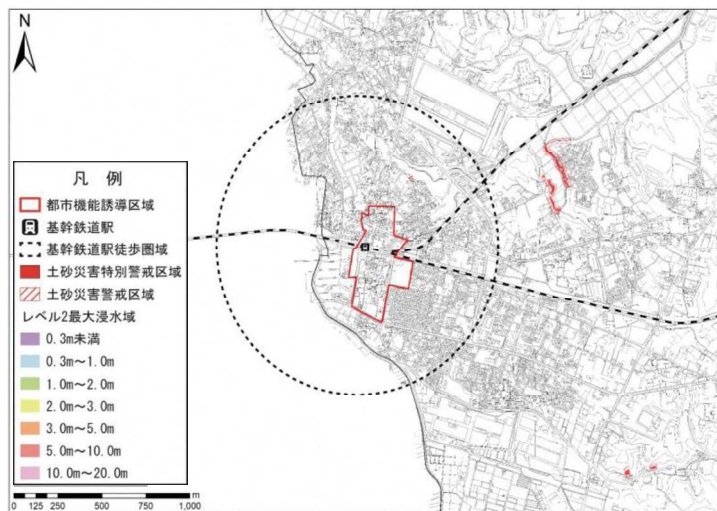 N
凡 例
都市機能誘導区域
基幹鉄道駅
基幹鉄道駅徒歩圏域
土砂災害特別警戒区域
土砂災害警戒区域
レベル2最大浸水域
0.3m未満
0.3m～1.0m
1.0m～2.0m
2.0m～3.0m
3.0m～5.0m
5.0m～10.0m
10.0m～20.0m
0 125 250 500 750 1,000 m